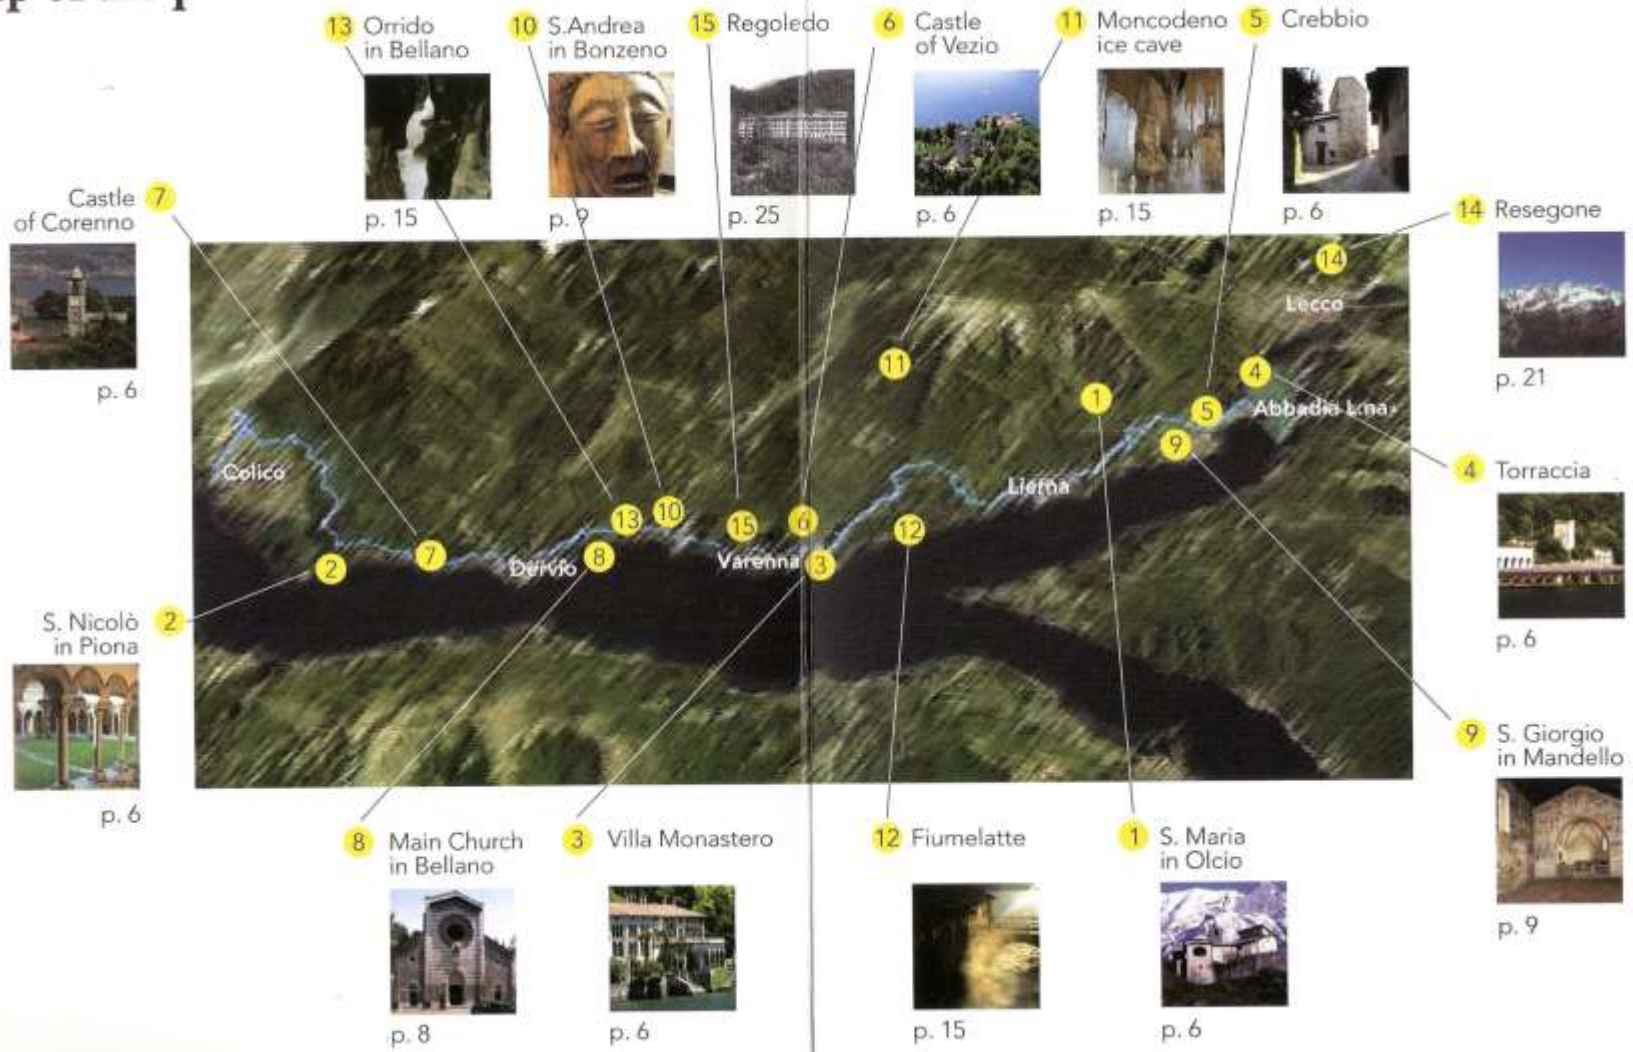 13 Orrido
in Bellano
p. 15
10 S.Andrea
in Bonzeno
p. 9
15 Regoledo
p. 25
6 Castle
of Vezio
p. 6
11 Moncodeno
ice cave
p. 15
5 Crebbio
p. 6
Castle 7
of Corenno
p. 6
14 Resegone
p. 21
14
Lecco
11
4
1
5
Abbadia L.na
9
Colico
Lierna
13
10
15
6
12
7
8
2
Dervio
Varenna
3
4 Torraccia
p. 6
S. Nicolò 2
in Piona
p. 6
9 S. Giorgio
in Mandello
p. 9
8 Main Church
in Bellano
p. 8
3 Villa Monastero
p. 6
12 Fiumelatte
p. 15
1 S. Maria
in Olcio
p. 6